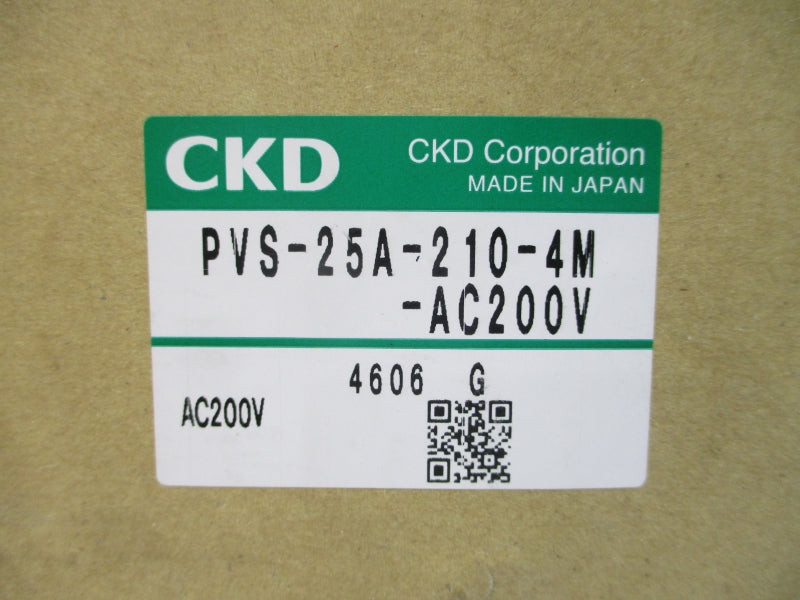 CKD
CKD Corporation
MADE IN JAPAN
PVS-25A-210-4M
-AC200V
4606 G
AC200V